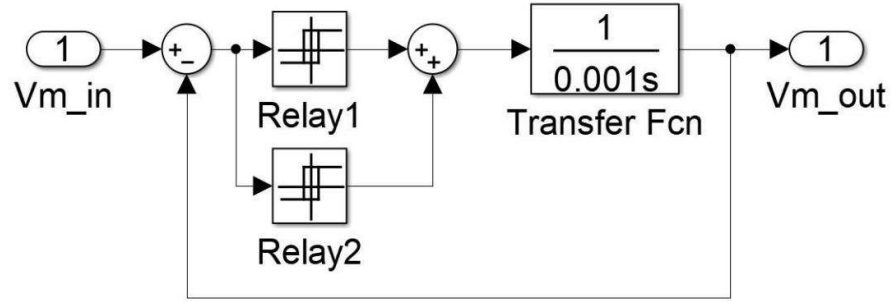 1
Vm_in
+
−
Relay1
Relay2
+
+
1
0.001s
Transfer Fcn
1
Vm_out